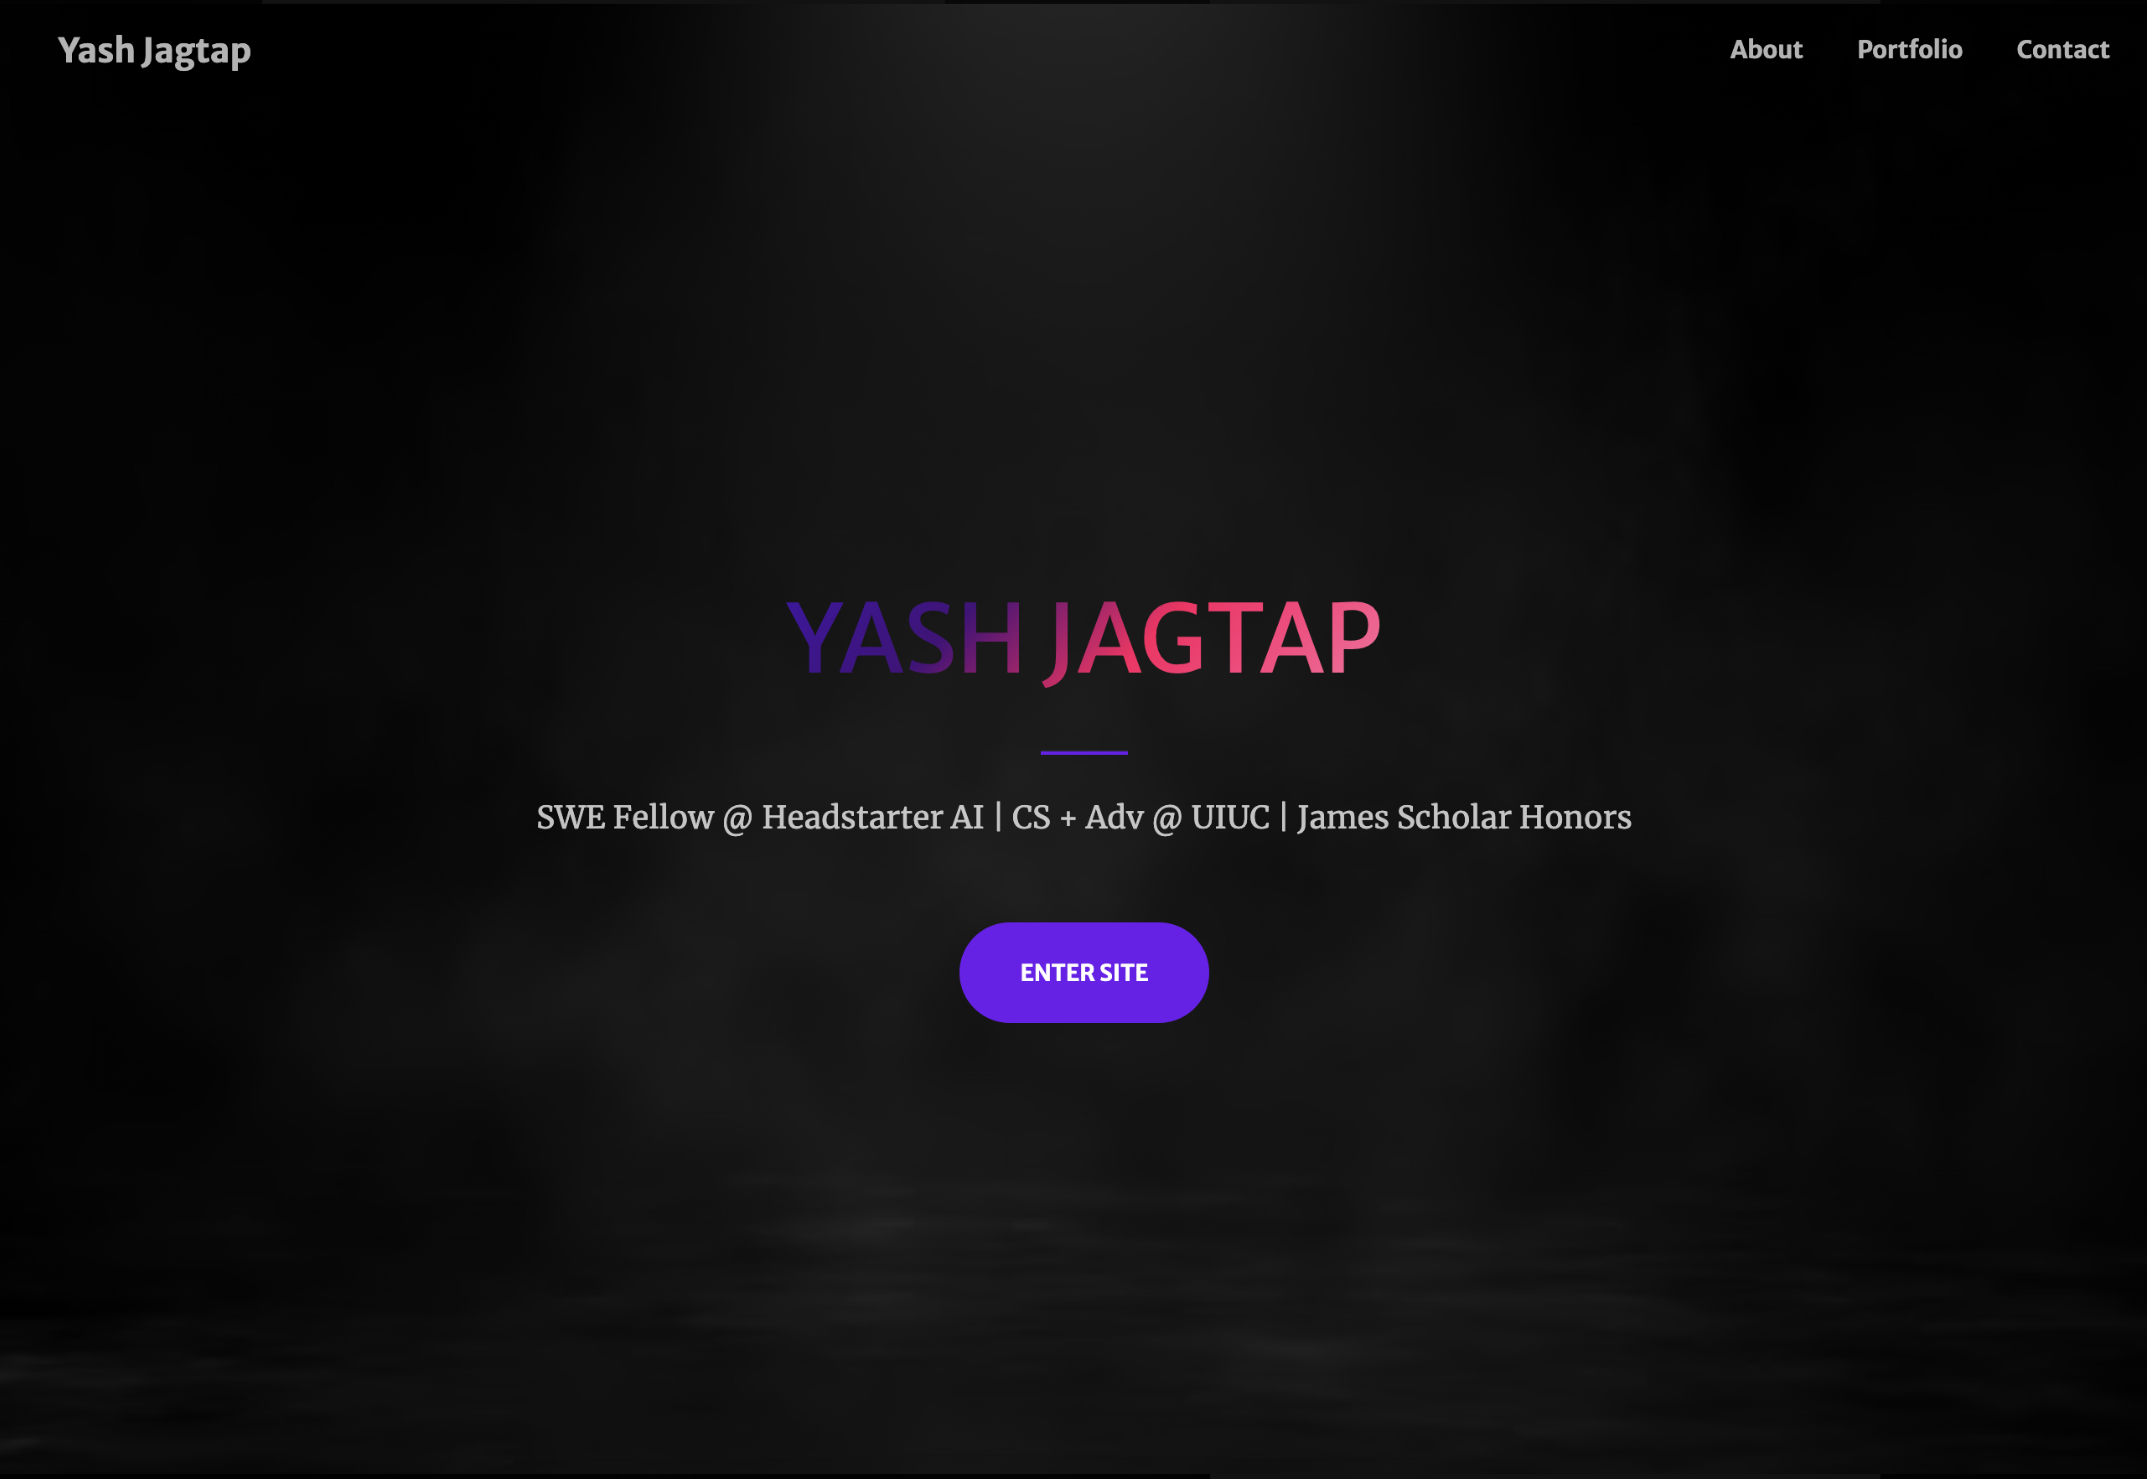 Yash Jagtap
About Portfolio Contact
YASH JAGTAP
SWE Fellow @ Headstarter AI | CS + Adv @ UIUC | James Scholar Honors
ENTER SITE